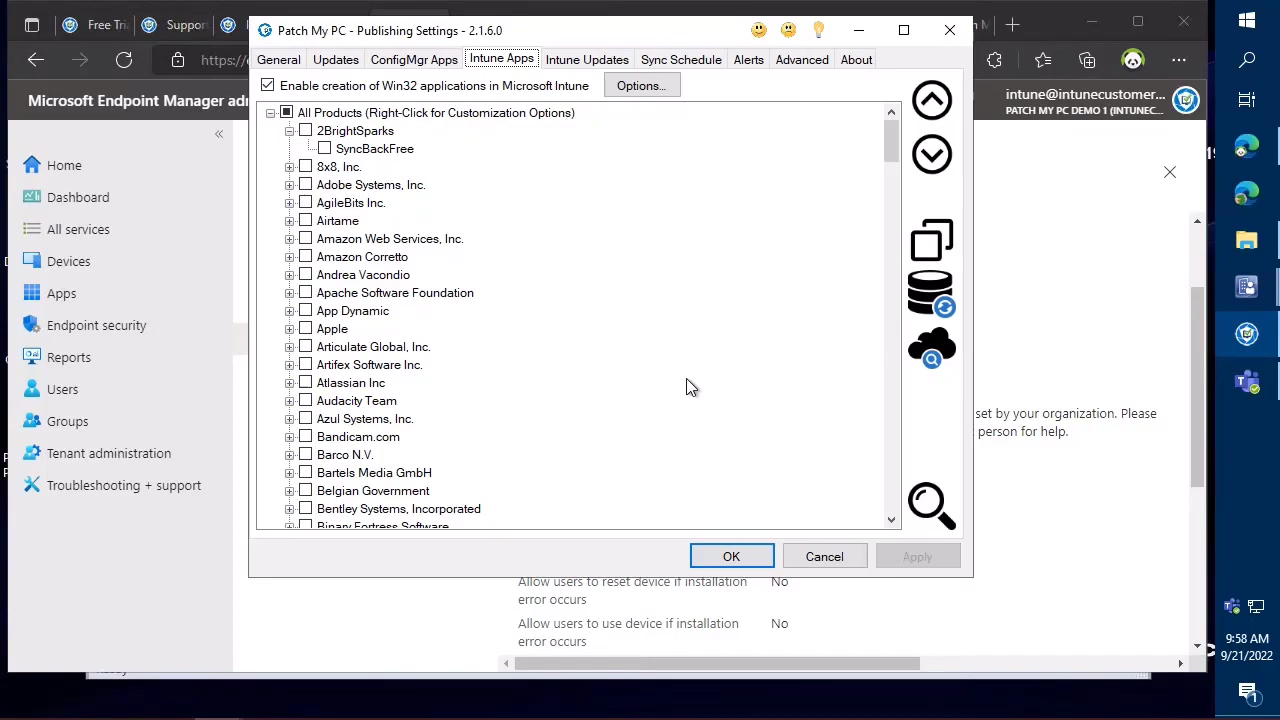 Free Tri
Suppor
Patch My PC - Publishing Settings - 2.1.6.0
https://
General
Updates
ConfigMgr Apps
Intune Apps
Intune Updates
Sync Schedule
Alerts
Advanced
About
Enable creation of Win32 applications in Microsoft Intune
Options...
Microsoft Endpoint Manager adr
intune@intunecustomer...
PATCH MY PC DEMO 1 (INTUNEC...
«
Home
Dashboard
All services
Devices
Apps
Endpoint security
Reports
Users
Groups
Tenant administration
Troubleshooting + support
All Products (Right-Click for Customization Options)
2BrightSparks
SyncBackFree
8x8, Inc.
Adobe Systems, Inc.
AgileBits Inc.
Airtame
Amazon Web Services, Inc.
Amazon Corretto
Andrea Vacondio
Apache Software Foundation
App Dynamic
Apple
Articulate Global, Inc.
Artifex Software Inc.
Atlassian Inc
Audacity Team
Azul Systems, Inc.
Bandicam.com
Barco N.V.
Bartels Media GmbH
Belgian Government
Bentley Systems, Incorporated
Binary Fortress Software
set by your organization. Please
person for help.
OK
Cancel
Apply
Allow users to reset device if installation
error occurs
No
Allow users to use device if installation
error occurs
No
9:58 AM
9/21/2022
1